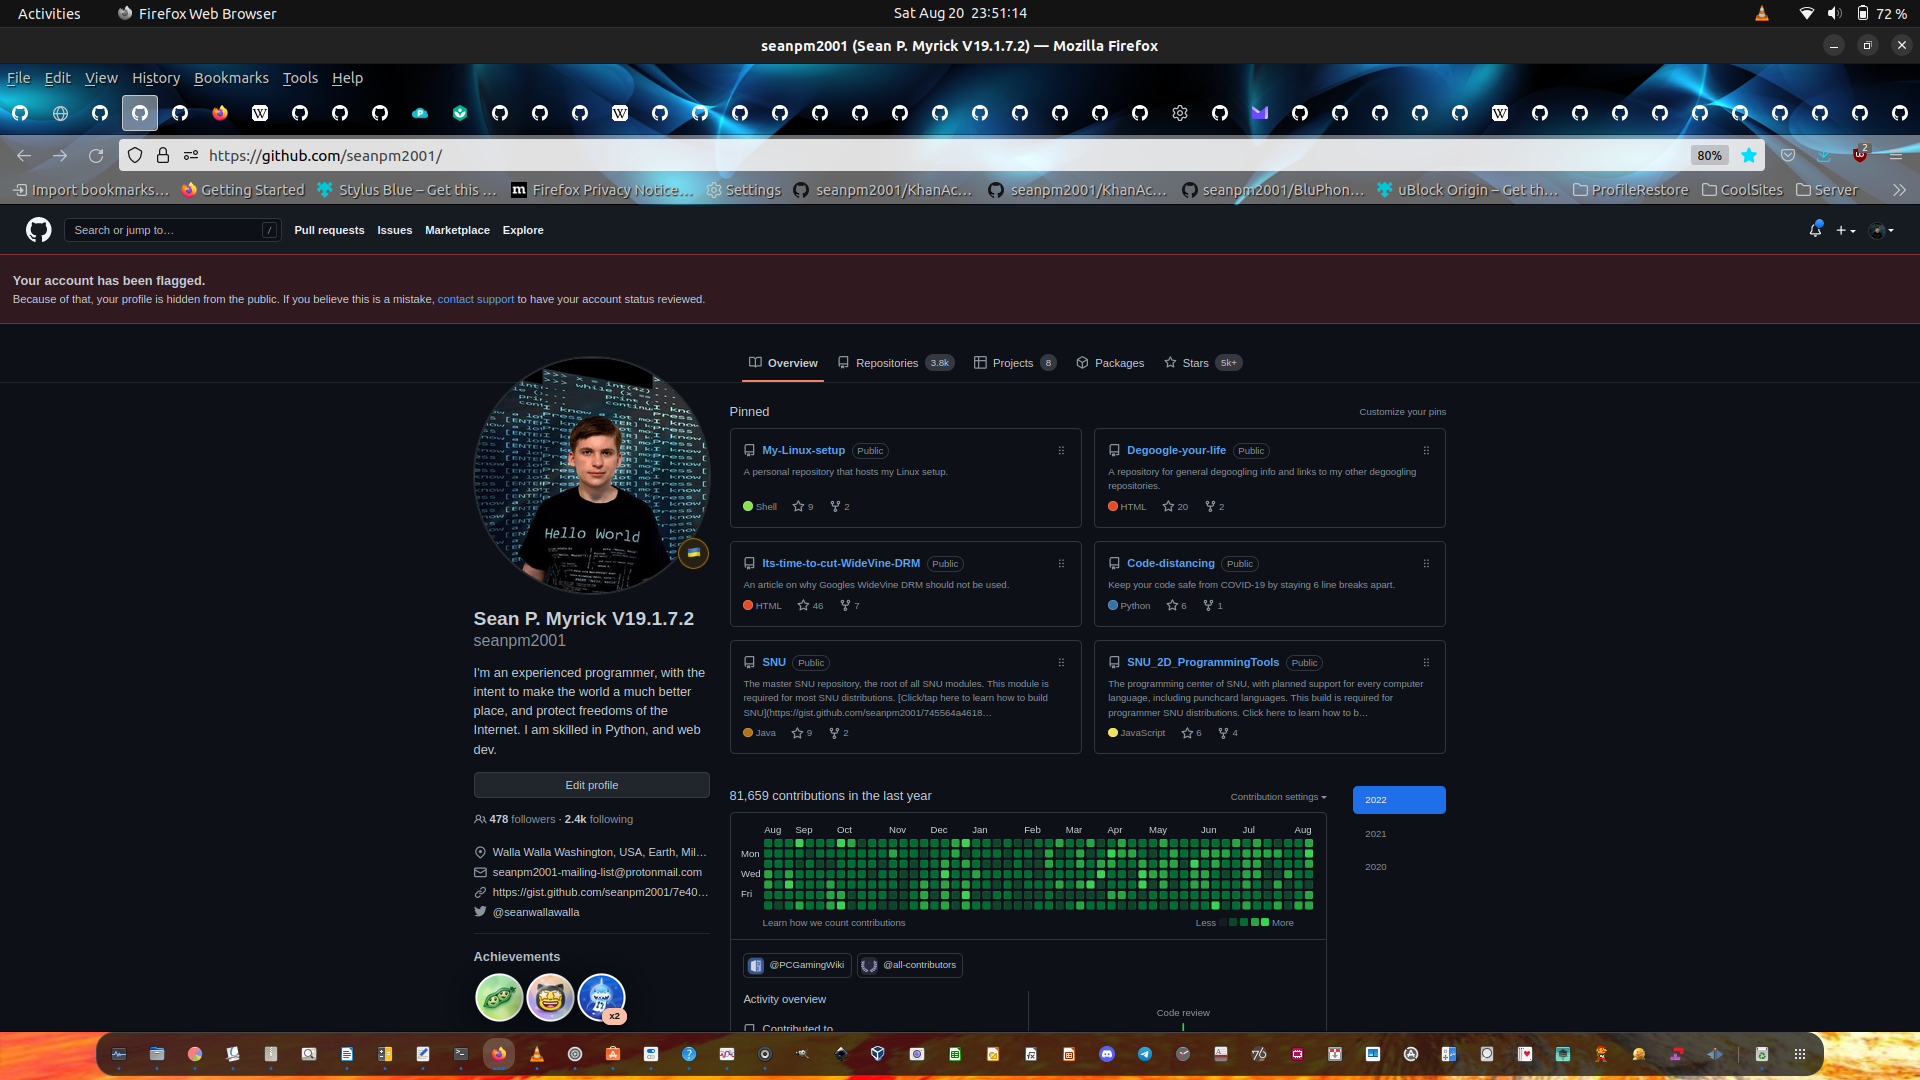 Activities
Firefox Web Browser
Sat Aug 20 23:51:14
72 %
seanpm2001 (Sean P. Myrick V19.1.7.2) — Mozilla Firefox
File Edit View History Bookmarks Tools Help
https://github.com/seanpm2001/
80%
2
Import bookmarks…
Getting Started
Stylus Blue – Get this …
Firefox Privacy Notice…
Settings
seanpm2001/KhanAc…
seanpm2001/KhanAc…
seanpm2001/BluPhon…
uBlock Origin – Get th…
ProfileRestore
CoolSites
Server
Search or jump to…
/
Pull requests
Issues
Marketplace
Explore
Your account has been flagged.
Because of that, your profile is hidden from the public. If you believe this is a mistake, contact support to have your account status reviewed.
Overview
Repositories 3.8k
Projects 8
Packages
Stars 5k+
Hello World
Sean P. Myrick V19.1.7.2
seanpm2001
I'm an experienced programmer, with the
intent to make the world a much better
place, and protect freedoms of the
Internet. I am skilled in Python, and web
dev.
Edit profile
478 followers · 2.4k following
Walla Walla Washington, USA, Earth, Mil…
seanpm2001-mailing-list@protonmail.com
https://gist.github.com/seanpm2001/7e40…
@seanwallawalla
Achievements
x2
Pinned
Customize your pins
My-Linux-setup Public
A personal repository that hosts my Linux setup.
Shell 9 2
Degoogle-your-life Public
A repository for general degoogling info and links to my other degoogling
repositories.
HTML 20 2
Its-time-to-cut-WideVine-DRM Public
An article on why Googles WideVine DRM should not be used.
HTML 46 7
Code-distancing Public
Keep your code safe from COVID-19 by staying 6 line breaks apart.
Python 6 1
SNU Public
The master SNU repository, the root of all SNU modules. This module is
required for most SNU distributions. [Click/tap here to learn how to build
SNU](https://gist.github.com/seanpm2001/745564a4618…
Java 9 2
SNU_2D_ProgrammingTools Public
The programming center of SNU, with planned support for every computer
language, including punchcard languages. This build is required for
programmer SNU distributions. Click here to learn how to b…
JavaScript 6 4
81,659 contributions in the last year
Contribution settings
2022
2021
2020
Aug Sep Oct Nov Dec Jan Feb Mar Apr May Jun Jul Aug
Mon
Wed
Fri
Learn how we count contributions
Less
More
@PCGamingWiki
@all-contributors
Activity overview
Contributed to
Code review